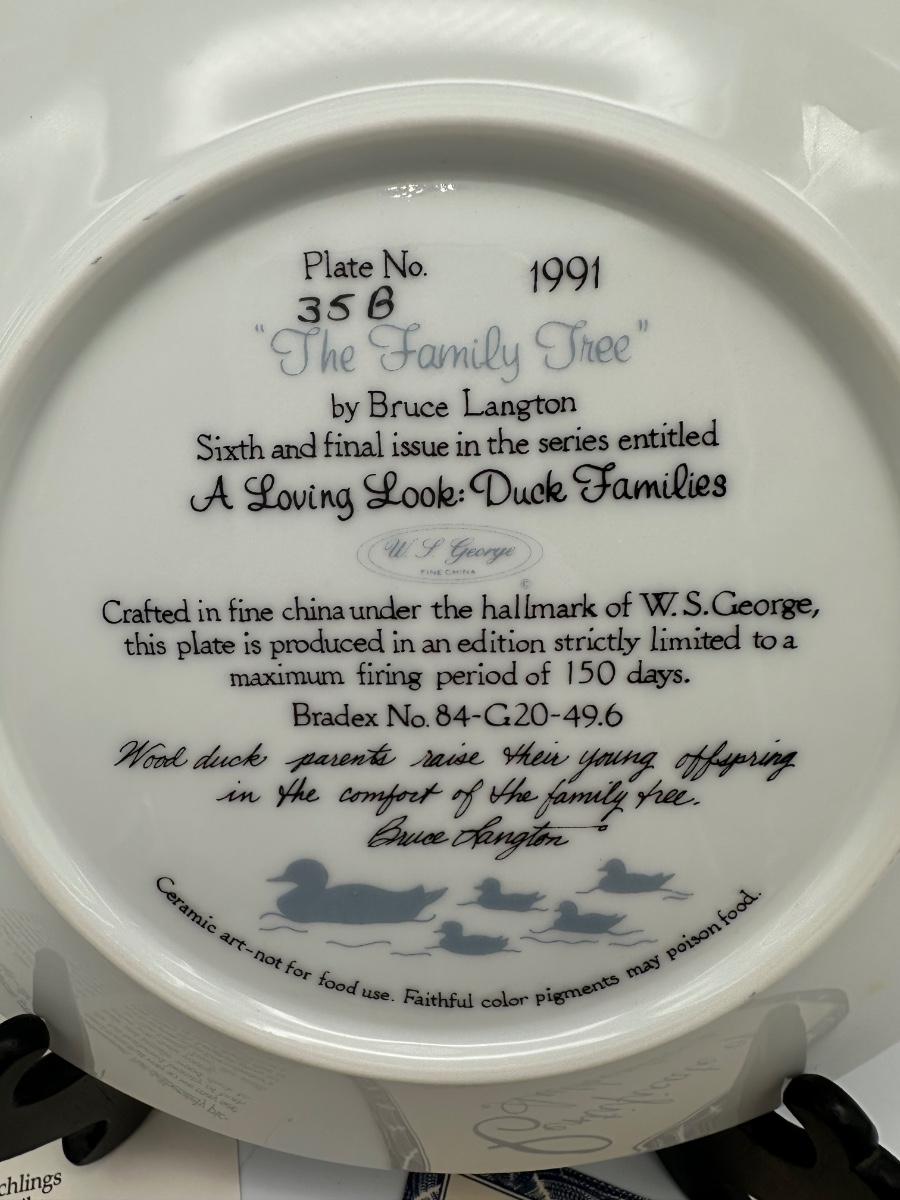 Plate No. 1991
35B
"The Family Tree"
by Bruce Langton
Sixth and final issue in the series entitled
A Loving Look: Duck Families
W. S. George
FINE CHINA
©
Crafted in fine china under the hallmark of W.S.George,
this plate is produced in an edition strictly limited to a
maximum firing period of 150 days.
Bradex No. 84-G20-49.6
Wood duck parents raise their young offspring
in the comfort of the family tree.
Bruce Langton
Ceramic art-not for food use. Faithful color pigments may poison food.
chlings